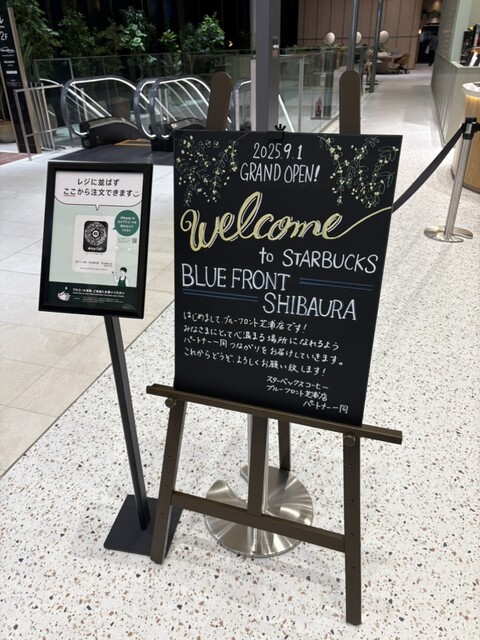 レジに並ばず
ここから注文できます
2025.9.1
GRAND OPEN!
Welcome
to STARBUCKS
BLUE FRONT
SHIBAURA
はじめまして、ブルーフロント芝浦店です!
みなさまにとって心温まる場所になれるよう
パートナー一同つながりをお届けしていきます。
これからどうぞ、よろしくお願い致します!
スターバックスコーヒー
ブルーフロント芝浦店
パートナー一同